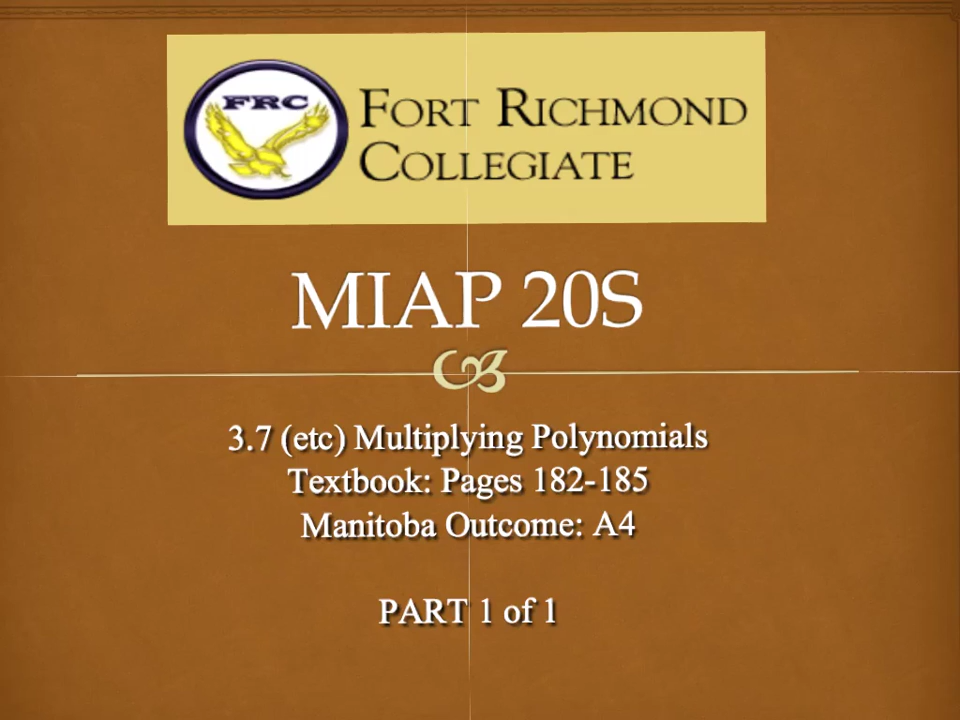 FRC
FORT RICHMOND
COLLEGIATE
MIAP 20S
3.7 (etc) Multiplying Polynomials
Textbook: Pages 182-185
Manitoba Outcome: A4
PART 1 of 1